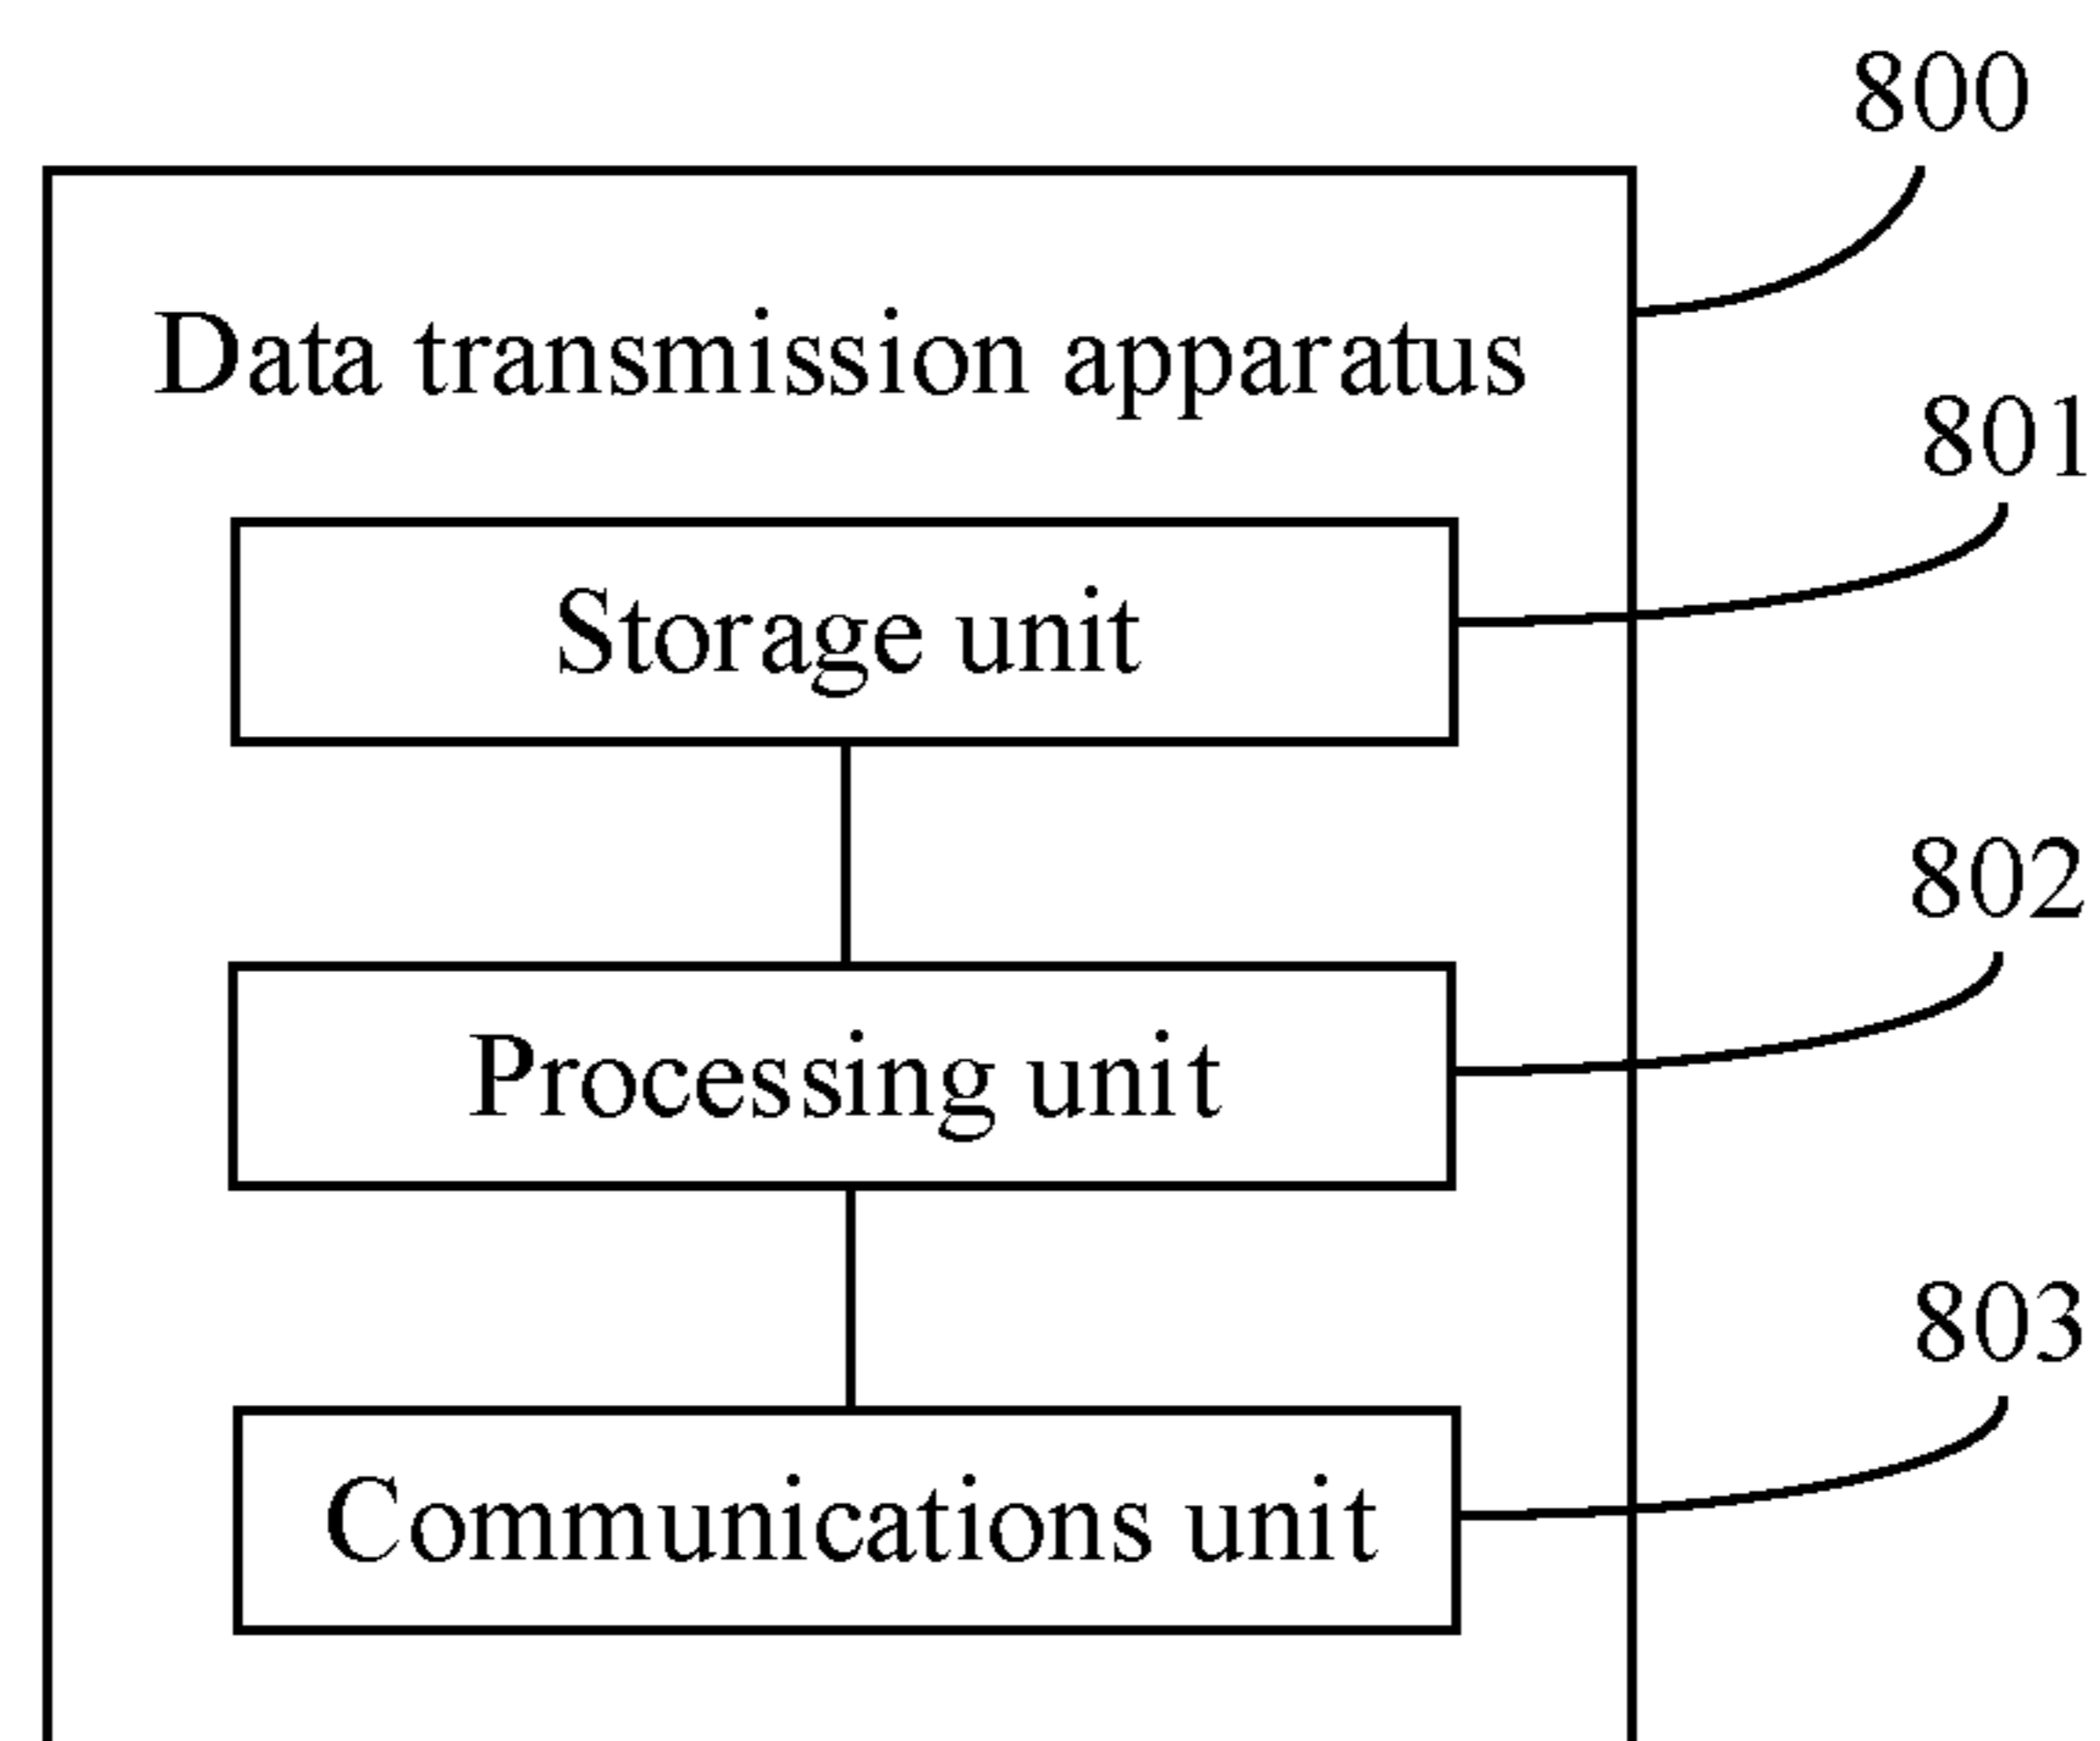 800
Data transmission apparatus
801
Storage unit
802
Processing unit
803
Communications unit